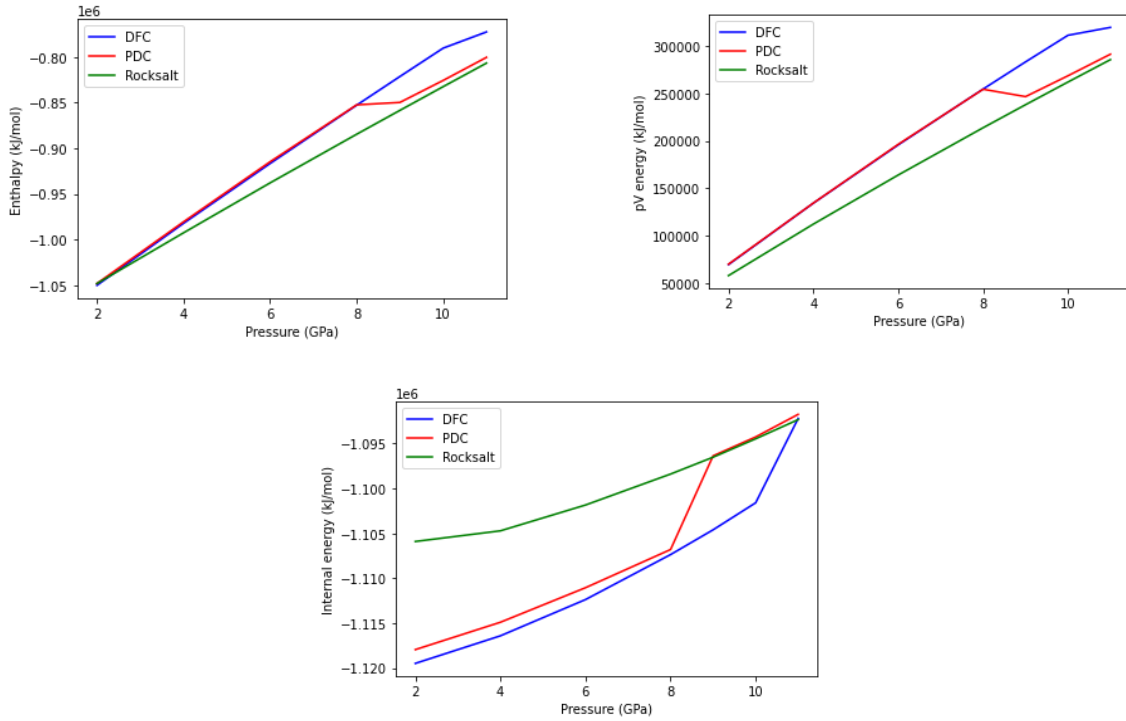 1e6
DFC
PDC
Rocksalt
−0.80
−0.85
−0.90
−0.95
−1.00
−1.05
Enthalpy (kJ/mol)
2 4 6 8 10
Pressure (GPa)
DFC
PDC
Rocksalt
300000
250000
200000
150000
100000
50000
pV energy (kJ/mol)
2 4 6 8 10
Pressure (GPa)
1e6
DFC
PDC
Rocksalt
−1.095
−1.100
−1.105
−1.110
−1.115
−1.120
Internal energy (kJ/mol)
2 4 6 8 10
Pressure (GPa)